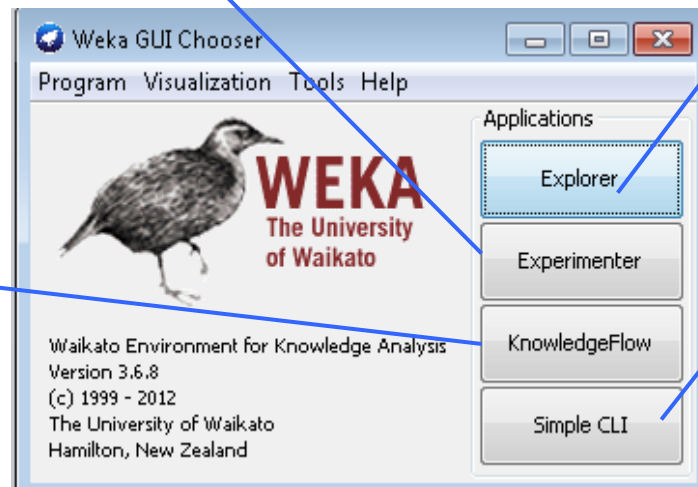 Weka GUI Chooser
Program Visualization Tools Help
WEKA
The University
of Waikato
Waikato Environment for Knowledge Analysis
Version 3.6.8
(c) 1999 - 2012
The University of Waikato
Hamilton, New Zealand
Applications
Explorer
Experimenter
KnowledgeFlow
Simple CLI